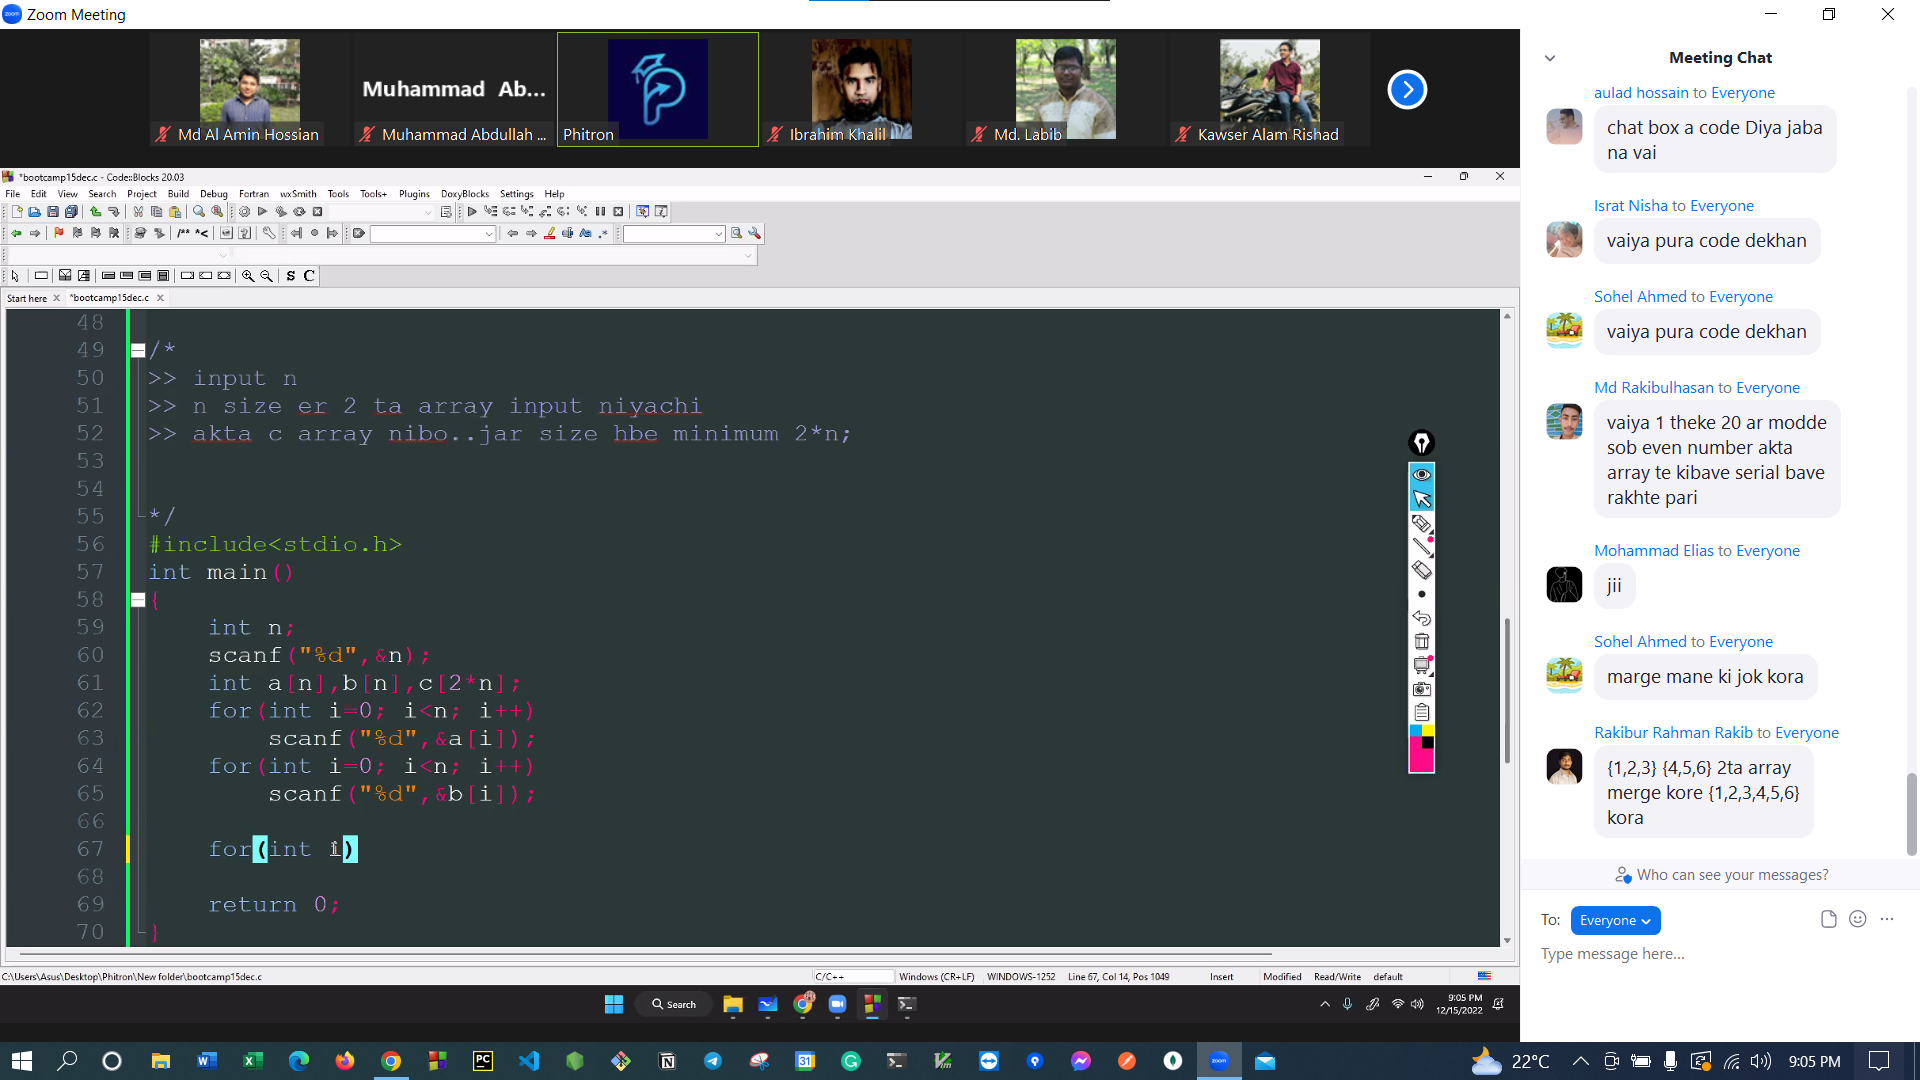 Zoom Meeting
Muhammad Ab...
Md Al Amin Hossian
Muhammad Abdullah ...
Phitron
Ibrahim Khalil
Md. Labib
Kawser Alam Rishad
*bootcamp15dec.c - Code::Blocks 20.03
File Edit View Search Project Build Debug Fortran wxSmith Tools Tools+ Plugins DoxyBlocks Settings Help
Start here
*bootcamp15dec.c
48
49 /*
50 >> input n
51 >> n size er 2 ta array input niyachi
52 >> akta c array nibo..jar size hbe minimum 2*n;
53
54
55 */
56 #include<stdio.h>
57 int main()
58 {
59 int n;
60 scanf("%d",&n);
61 int a[n],b[n],c[2*n];
62 for(int i=0; i<n; i++)
63 scanf("%d",&a[i]);
64 for(int i=0; i<n; i++)
65 scanf("%d",&b[i]);
66
67 for(int i)
68
69 return 0;
70 }
C:\Users\Asus\Desktop\Phitron\New folder\bootcamp15dec.c
C/C++
Windows (CR+LF)
WINDOWS-1252
Line 67, Col 14, Pos 1049
Insert
Modified
Read/Write
default
Search
9:05 PM
12/15/2022
Meeting Chat
aulad hossain to Everyone
chat box a code Diya jaba
na vai
Israt Nisha to Everyone
vaiya pura code dekhan
Sohel Ahmed to Everyone
vaiya pura code dekhan
Md Rakibulhasan to Everyone
vaiya 1 theke 20 ar modde
sob even number akta
array te kibave serial bave
rakhte pari
Mohammad Elias to Everyone
jii
Sohel Ahmed to Everyone
marge mane ki jok kora
Rakibur Rahman Rakib to Everyone
{1,2,3} {4,5,6} 2ta array
merge kore {1,2,3,4,5,6}
kora
Who can see your messages?
To: Everyone
Type message here...
22°C
9:05 PM